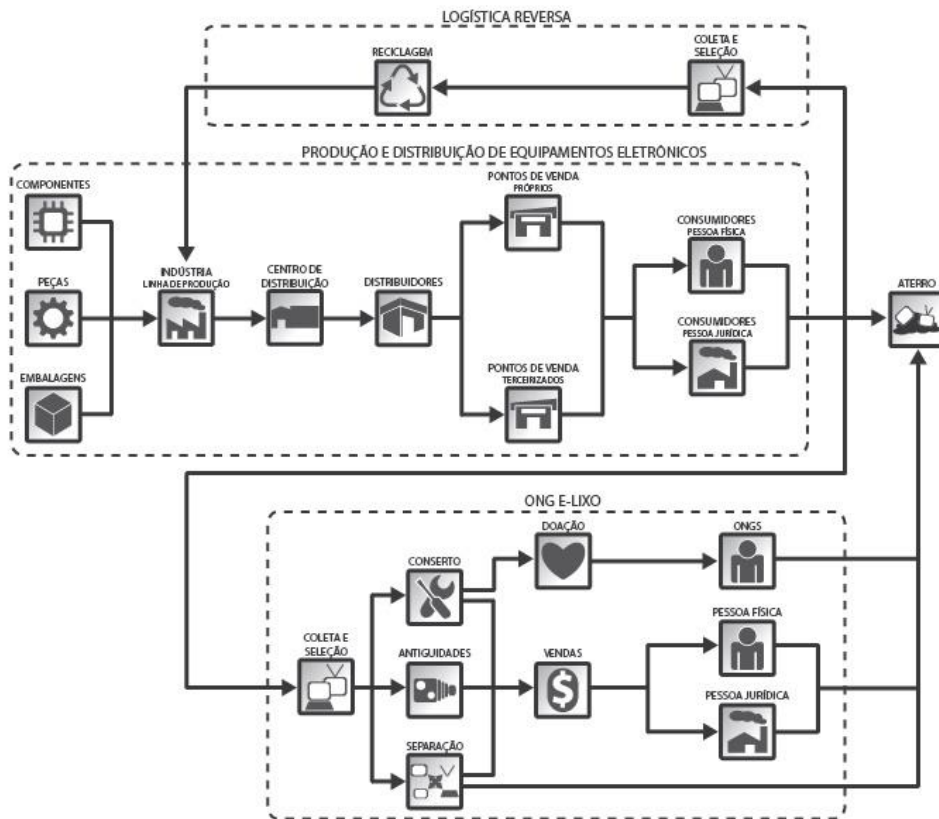 LOGÍSTICA REVERSA
RECICLAGEM
COLETA E
SELEÇÃO
PRODUÇÃO E DISTRIBUIÇÃO DE EQUIPAMENTOS ELETRÔNICOS
COMPONENTES
PEÇAS
EMBALAGENS
INDÚSTRIA
LINHA DE PRODUÇÃO
CENTRO DE
DISTRIBUIÇÃO
DISTRIBUIDORES
PONTOS DE VENDA
PRÓPRIOS
PONTOS DE VENDA
TERCEIRIZADOS
CONSUMIDORES
PESSOA FÍSICA
CONSUMIDORES
PESSOA JURÍDICA
ATERRO
ONG E-LIXO
COLETA E
SELEÇÃO
CONSERTO
ANTIGUIDADES
SEPARAÇÃO
DOAÇÃO
VENDAS
$
ONGS
PESSOA FÍSICA
PESSOA JURÍDICA